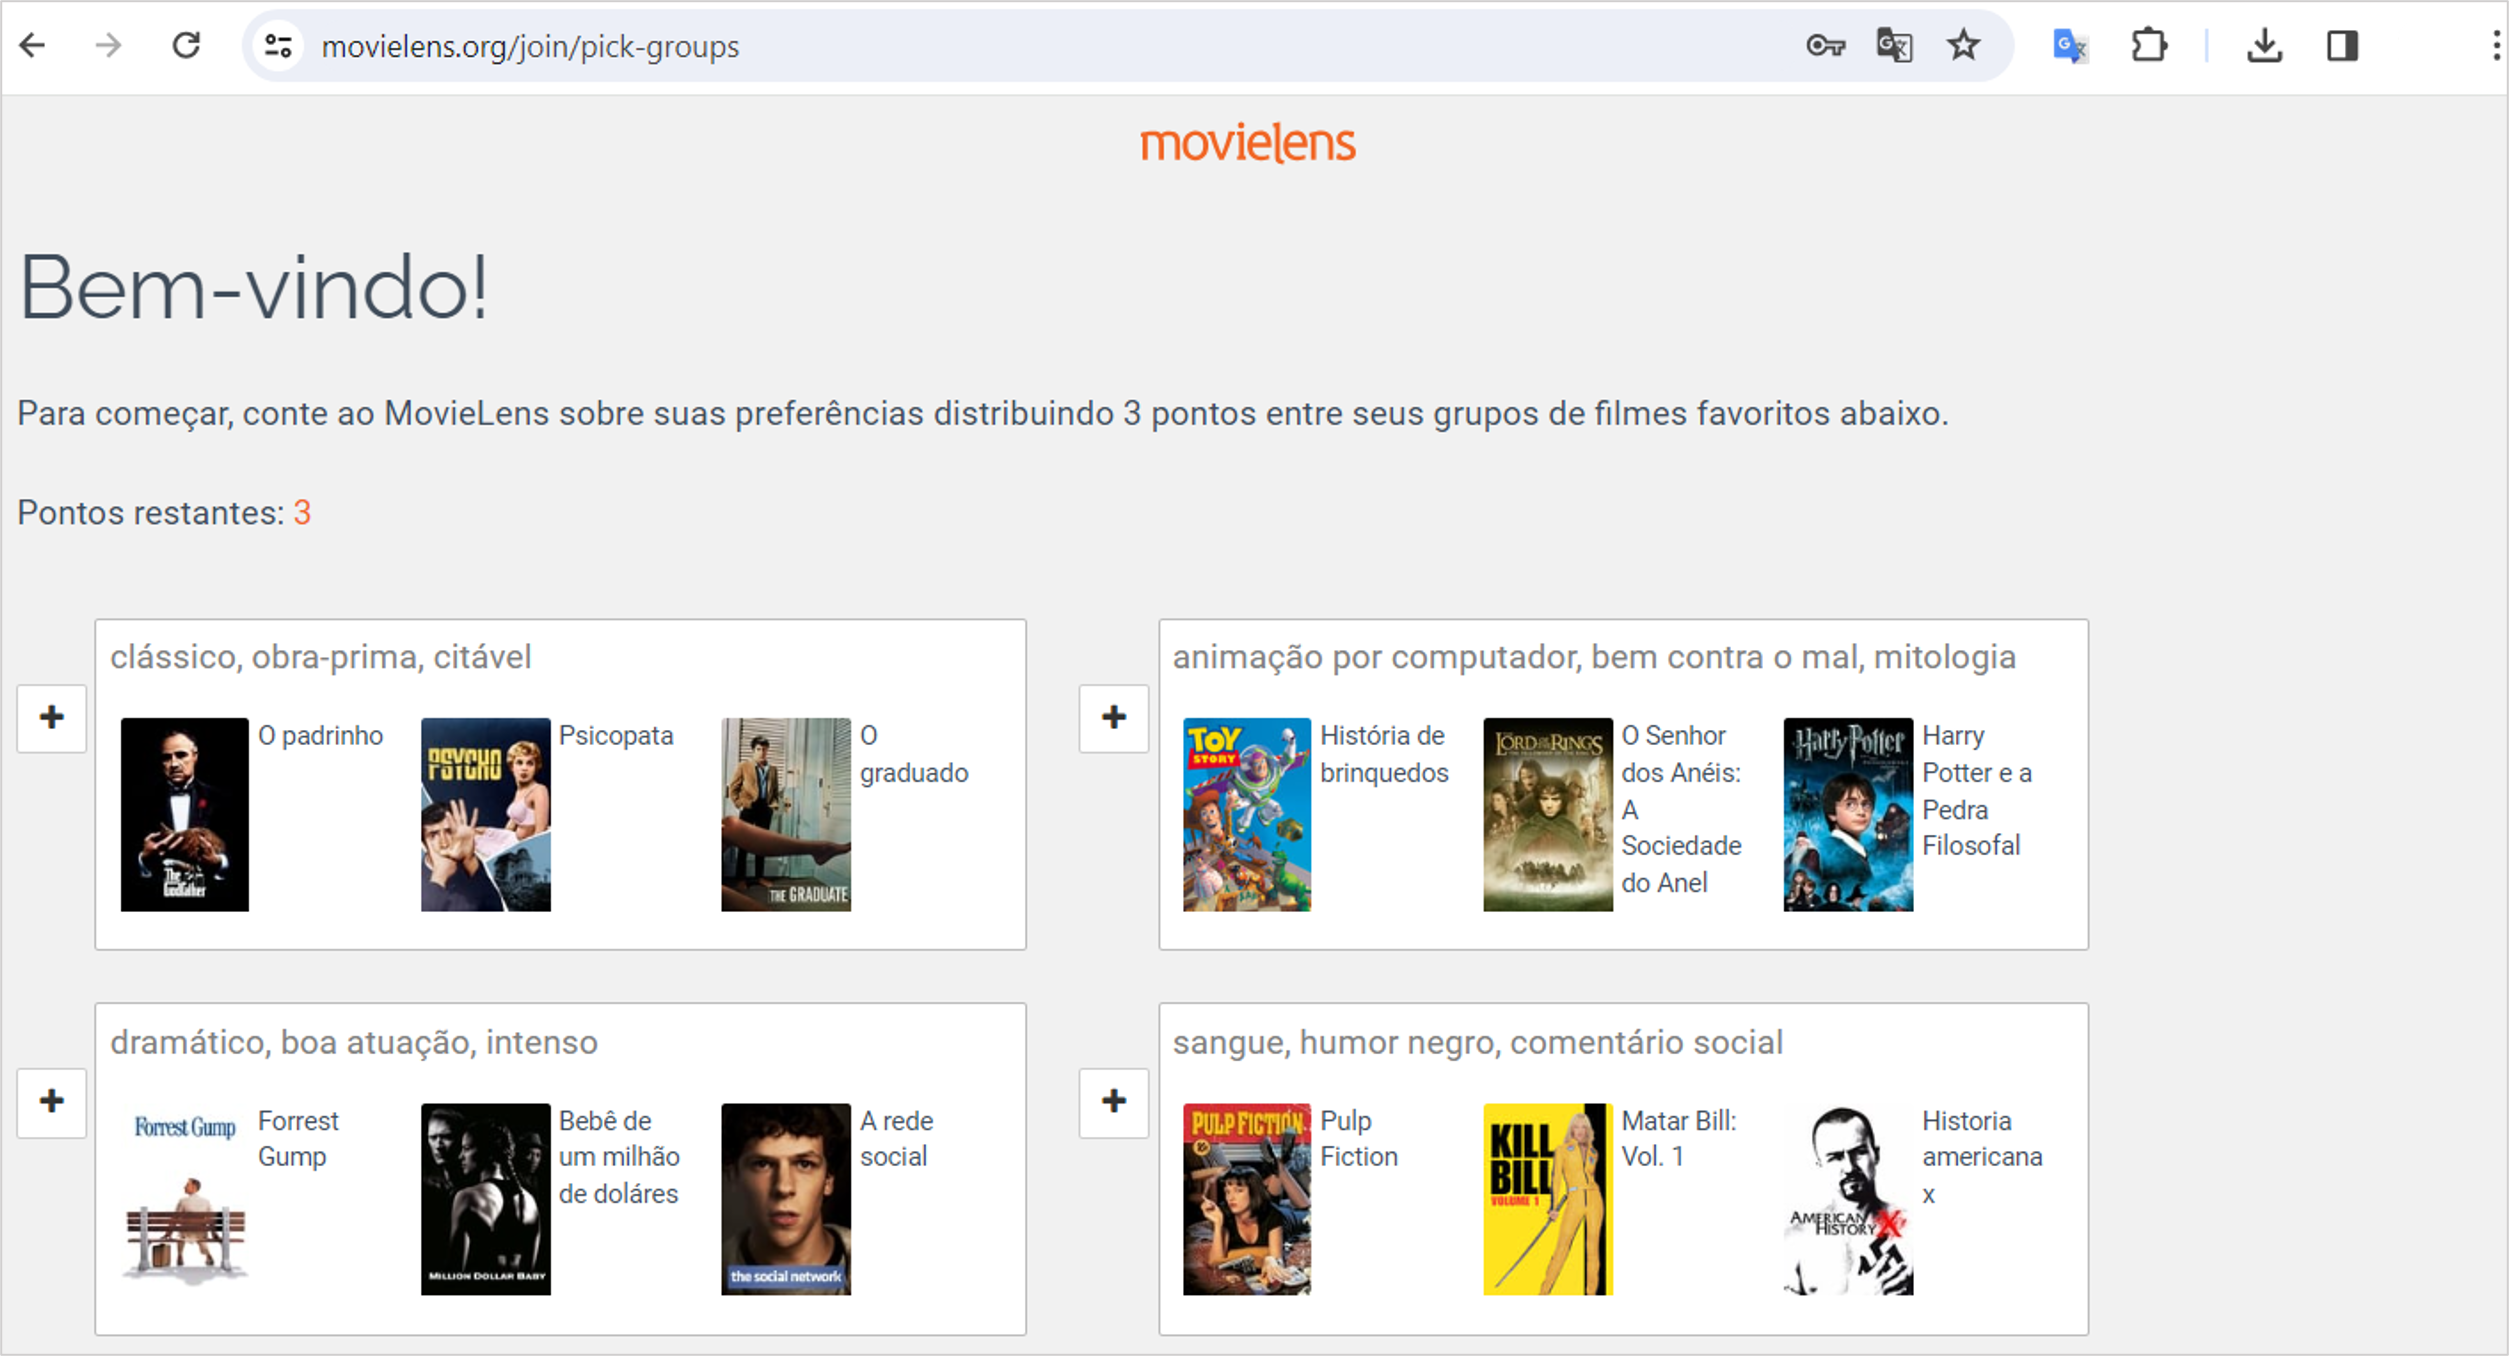 movielens.org/join/pick-groups
movielens
Bem-vindo!
Para começar, conte ao MovieLens sobre suas preferências distribuindo 3 pontos entre seus grupos de filmes favoritos abaixo.
Pontos restantes: 3
clássico, obra-prima, citável
The
Godfather
O padrinho
PSYCHO
Psicopata
THE GRADUATE
O
graduado
animação por computador, bem contra o mal, mitologia
TOY
STORY
História de
brinquedos
LORD OF THE RINGS
O Senhor
dos Anéis:
A
Sociedade
do Anel
Harry Potter
Harry
Potter e a
Pedra
Filosofal
dramático, boa atuação, intenso
Forrest Gump
Forrest
Gump
MILLION DOLLAR BABY
Bebê de
um milhão
de doláres
the social network
A rede
social
sangue, humor negro, comentário social
PULP FICTION
Pulp
Fiction
KILL
BILL
VOLUME 1
Matar Bill:
Vol. 1
AMERICAN
HISTORY X
Historia
americana
x